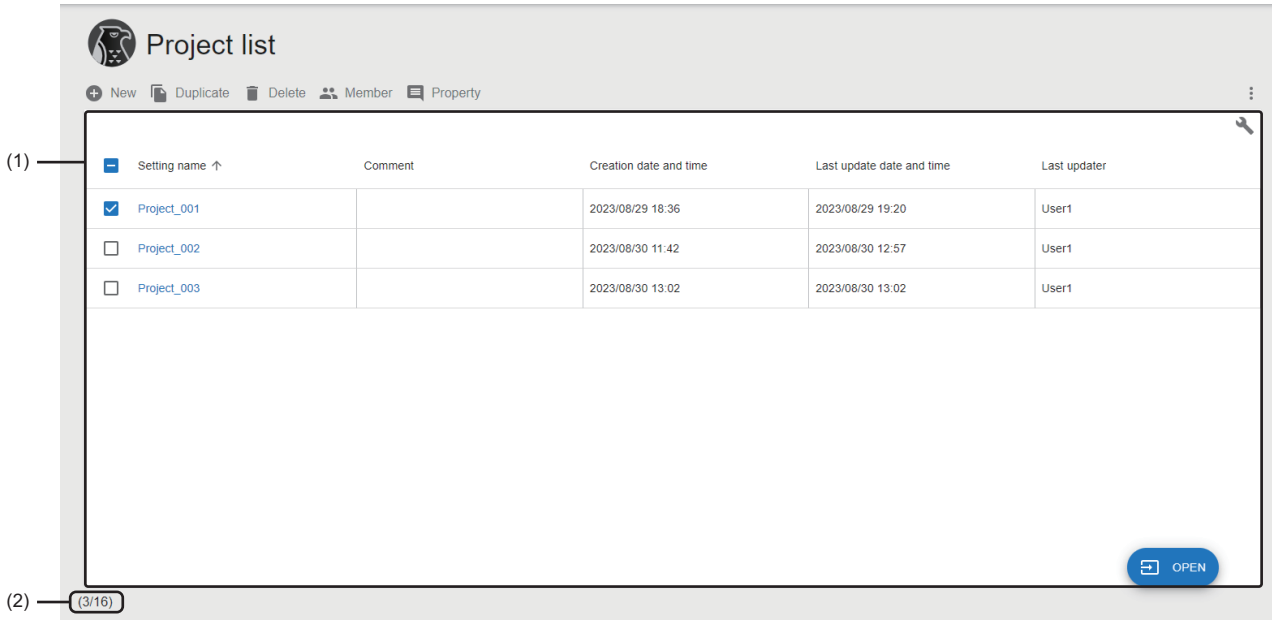 Project list
New Duplicate Delete Member Property
(1)
Setting name Comment Creation date and time Last update date and time Last updater
Project_001 2023/08/29 18:36 2023/08/29 19:20 User1
Project_002 2023/08/30 11:42 2023/08/30 12:57 User1
Project_003 2023/08/30 13:02 2023/08/30 13:02 User1
OPEN
(2) (3/16)